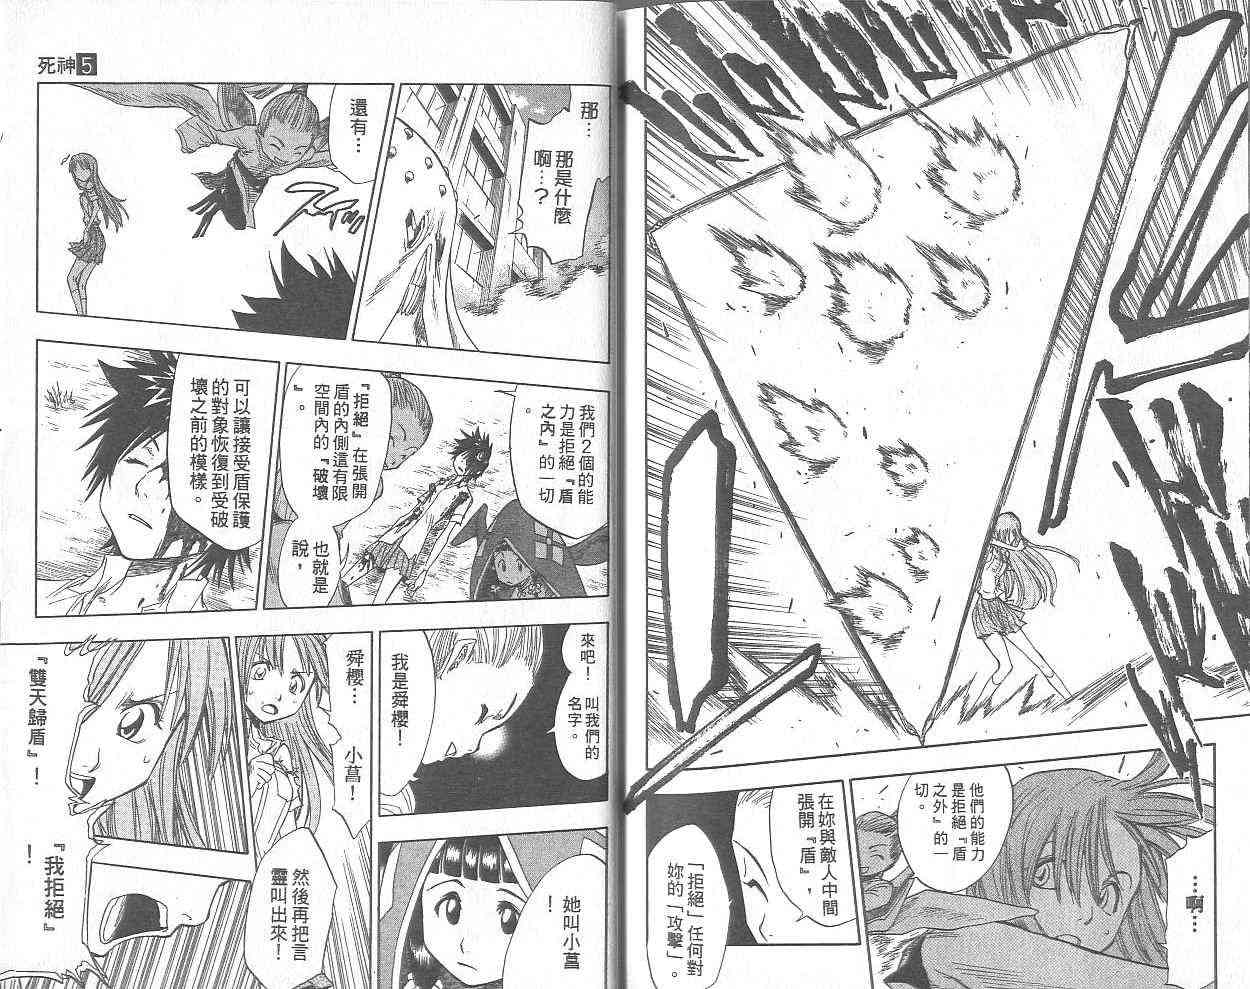 …啊…
他們的能力
是拒絕『盾
之外』的一
切。
在妳與敵人中間
張開『盾』，
「拒絕」任何對
妳的「攻擊」。
死神5
那…
那是什麼
啊…？
還有…
我們2個的能
力是拒絕『盾
之內』的一切
。
『拒絕』在張開
盾的內側這有限
空間內的『破壞
』。
也就是
說，
可以讓接受盾保護
的對象恢復到受破
壞之前的模樣。
來吧！叫我們的
名字。
我是舜櫻！
她叫小菖
！
舜櫻…
小菖！
然後再把言
靈叫出來！
『雙天歸盾』！
『我拒絕』
！